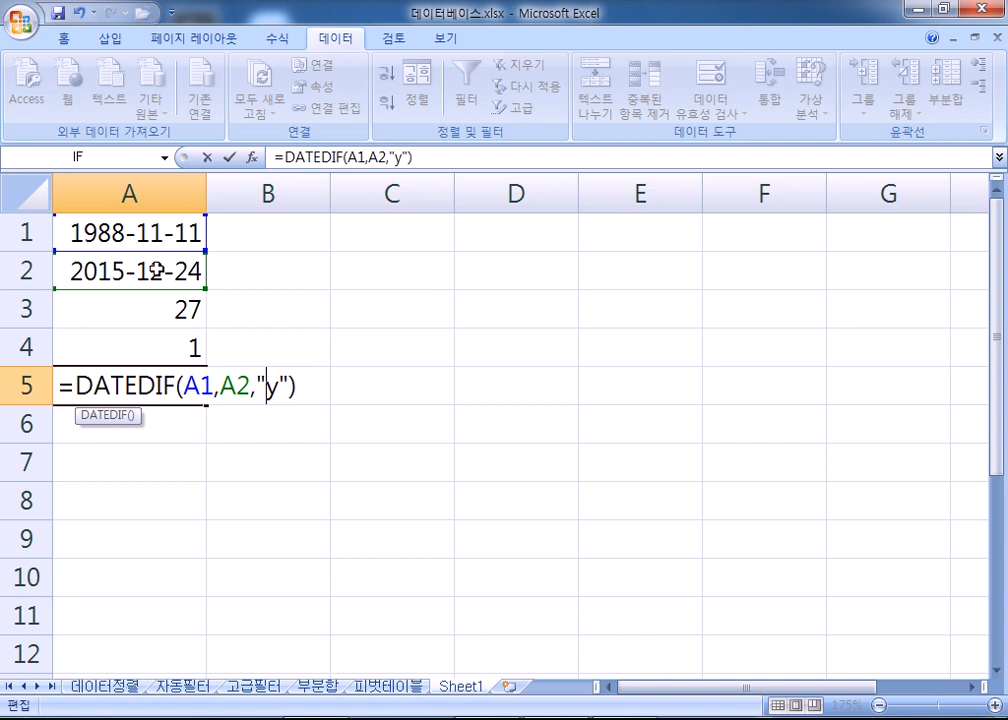 데이터베이스.xlsx - Microsoft Excel
홈 삽입 페이지 레이아웃 수식 데이터 검토 보기
Access 웹 텍스트 기타 원본 기존 연결
외부 데이터 가져오기
모두 새로 고침 연결 속성 연결 편집
연결
정렬 필터 지우기 다시 적용 고급
정렬 및 필터
텍스트 나누기 중복된 항목 제거 데이터 유효성 검사 통합 가상 분석
데이터 도구
그룹 그룹 해제 부분합
윤곽선
IF fx =DATEDIF(A1,A2,"y")
A B C D E F G
1 1988-11-11
2 2015-12-24
3 27
4 1
5 =DATEDIF(A1,A2,"y")
DATEDIF()
6
7
8
9
10
11
12
데이터정렬 자동필터 고급필터 부분합 피벗테이블 Sheet1
편집 175%